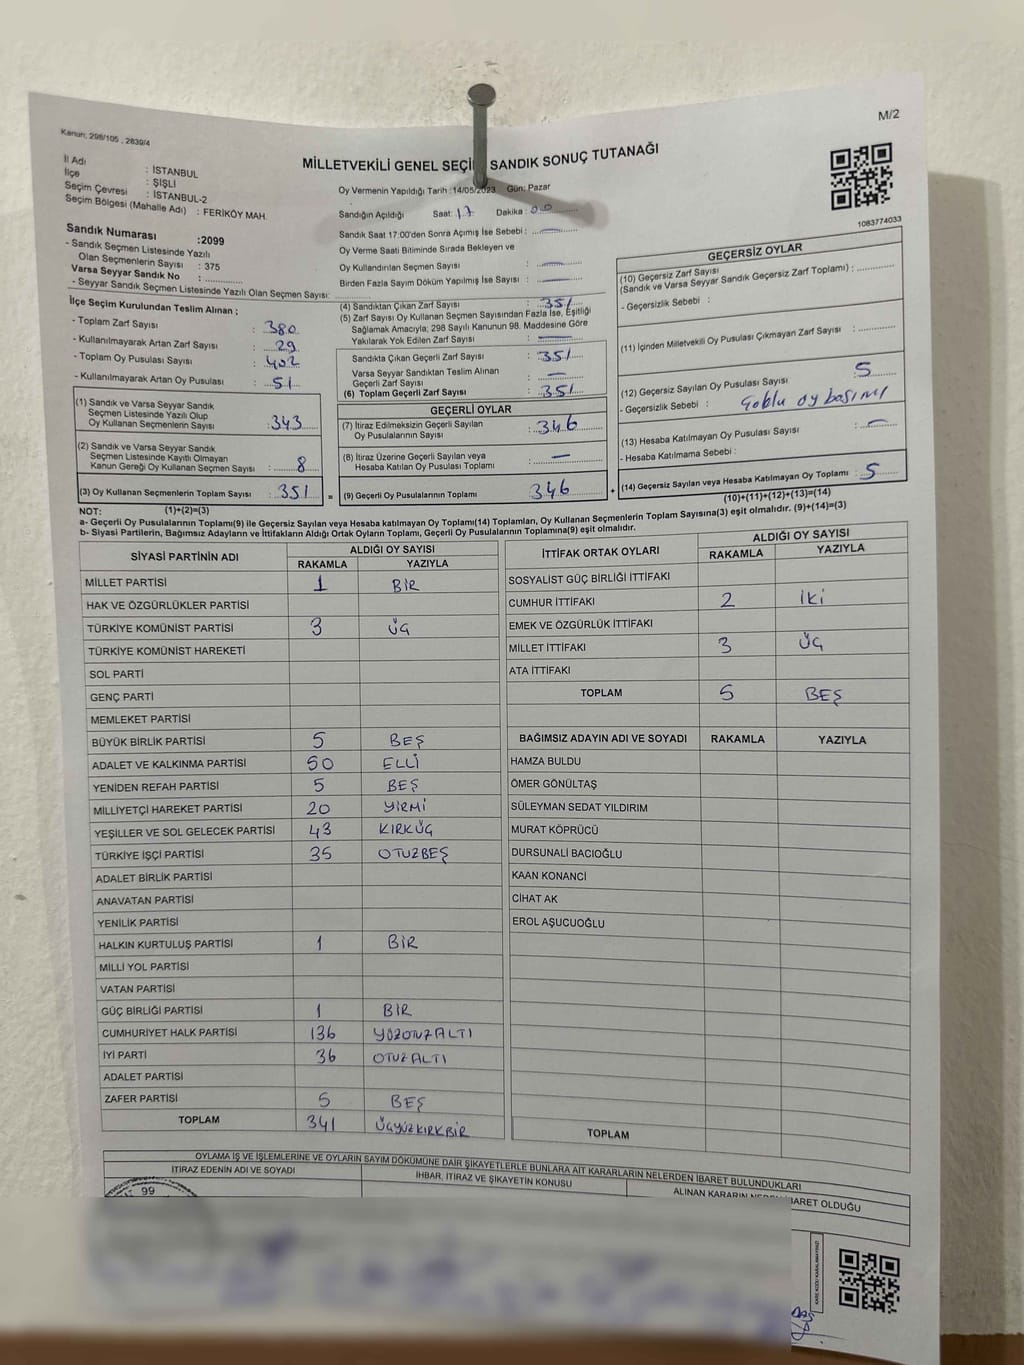 M/2
Kanun; 298/105 , 2839/4
MİLLETVEKİLİ GENEL SEÇİ SANDIK SONUÇ TUTANAĞI
İl Adı : İSTANBUL
İlçe : ŞİŞLİ
Seçim Çevresi : İSTANBUL-2
Seçim Bölgesi (Mahalle Adı) : FERİKÖY MAH.
Sandık Numarası :2099
- Sandık Seçmen Listesinde Yazılı
Olan Seçmenlerin Sayısı : 375
Varsa Seyyar Sandık No :
- Seyyar Sandık Seçmen Listesinde Yazılı Olan Seçmen Sayısı:
Oy Vermenin Yapıldığı Tarih :14/05/2023 Gün: Pazar
Sandığın Açıldığı Saat: 17 Dakika : 00
Sandık Saat 17:00'den Sonra Açımış İse Sebebi : —
Oy Verme Saati Bitiminde Sırada Bekleyen ve
Oy Kullandırılan Seçmen Sayısı : —
Birden Fazla Sayım Döküm Yapılmış İse Sayısı : —
1083774033
İlçe Seçim Kurulundan Teslim Alınan ;
- Toplam Zarf Sayısı : 380
- Kullanılmayarak Artan Zarf Sayısı : 29
- Toplam Oy Pusulası Sayısı : 402
- Kullanılmayarak Artan Oy Pusulası : 51
(1) Sandık ve Varsa Seyyar Sandık
Seçmen Listesinde Yazılı Olup
Oy Kullanan Seçmenlerin Sayısı : 343
(2) Sandık ve Varsa Seyyar Sandık
Seçmen Listesinde Kayıtlı Olmayan
Kanun Gereği Oy Kullanan Seçmen Sayısı : 8
(3) Oy Kullanan Seçmenlerin Toplam Sayısı : 351 =
(1)+(2)=(3)
(4) Sandıktan Çıkan Zarf Sayısı : 351
(5) Zarf Sayısı Oy Kullanan Seçmen Sayısından Fazla İse, Eşitliği
Sağlamak Amacıyla; 298 Sayılı Kanunun 98. Maddesine Göre
Yakılarak Yok Edilen Zarf Sayısı : —
Sandıkta Çıkan Geçerli Zarf Sayısı : 351
Varsa Seyyar Sandıktan Teslim Alınan
Geçerli Zarf Sayısı : —
(6) Toplam Geçerli Zarf Sayısı : 351
GEÇERLİ OYLAR
(7) İtiraz Edilmeksizin Geçerli Sayılan
Oy Pusulalarının Sayısı : 346
(8) İtiraz Üzerine Geçerli Sayılan veya
Hesaba Katılan Oy Pusulası Toplamı : —
(9) Geçerli Oy Pusulalarının Toplamı 346 +
GEÇERSİZ OYLAR
(10) Geçersiz Zarf Sayısı
(Sandık ve Varsa Seyyar Sandık Geçersiz Zarf Toplamı) :
- Geçersizlik Sebebi :
(11) İçinden Milletvekili Oy Pusulası Çıkmayan Zarf Sayısı :
(12) Geçersiz Sayılan Oy Pusulası Sayısı : 5
- Geçersizlik Sebebi : Çoklu oy basımı
(13) Hesaba Katılmayan Oy Pusulası Sayısı : —
- Hesaba Katılmama Sebebi :
(14) Geçersiz Sayılan veya Hesaba Katılmayan Oy Toplamı : 5
(10)+(11)+(12)+(13)=(14)
NOT:
a- Geçerli Oy Pusulalarının Toplamı(9) ile Geçersiz Sayılan veya Hesaba katılmayan Oy Toplamı(14) Toplamları, Oy Kullanan Seçmenlerin Toplam Sayısına(3) eşit olmalıdır. (9)+(14)=(3)
b- Siyasi Partilerin, Bağımsız Adayların ve İttifakların Aldığı Ortak Oyların Toplamı, Geçerli Oy Pusulalarının Toplamına(9) eşit olmalıdır.
SİYASİ PARTİNİN ADI ALDIĞI OY SAYISI
RAKAMLA YAZIYLA
MİLLET PARTİSİ 1 BİR
HAK VE ÖZGÜRLÜKLER PARTİSİ
TÜRKİYE KOMÜNİST PARTİSİ 3 ÜÇ
TÜRKİYE KOMÜNİST HAREKETİ
SOL PARTİ
GENÇ PARTİ
MEMLEKET PARTİSİ
BÜYÜK BİRLİK PARTİSİ 5 BEŞ
ADALET VE KALKINMA PARTİSİ 50 ELLİ
YENİDEN REFAH PARTİSİ 5 BEŞ
MİLLİYETÇİ HAREKET PARTİSİ 20 YİRMİ
YEŞİLLER VE SOL GELECEK PARTİSİ 43 KIRKÜÇ
TÜRKİYE İŞÇİ PARTİSİ 35 OTUZBEŞ
ADALET BİRLİK PARTİSİ
ANAVATAN PARTİSİ
YENİLİK PARTİSİ
HALKIN KURTULUŞ PARTİSİ 1 BİR
MİLLİ YOL PARTİSİ
VATAN PARTİSİ
GÜÇ BİRLİĞİ PARTİSİ 1 BİR
CUMHURİYET HALK PARTİSİ 136 YÜZOTUZALTI
İYİ PARTİ 36 OTUZALTI
ADALET PARTİSİ
ZAFER PARTİSİ 5 BEŞ
TOPLAM 341 ÜÇYÜZKIRKBİR
İTTİFAK ORTAK OYLARI ALDIĞI OY SAYISI
RAKAMLA YAZIYLA
SOSYALİST GÜÇ BİRLİĞİ İTTİFAKI
CUMHUR İTTİFAKI 2 İKİ
EMEK VE ÖZGÜRLÜK İTTİFAKI
MİLLET İTTİFAKI 3 ÜÇ
ATA İTTİFAKI
TOPLAM 5 BEŞ
BAĞIMSIZ ADAYIN ADI VE SOYADI RAKAMLA YAZIYLA
HAMZA BULDU
ÖMER GÖNÜLTAŞ
SÜLEYMAN SEDAT YILDIRIM
MURAT KÖPRÜCÜ
DURSUNALİ BACIOĞLU
KAAN KONANCİ
CİHAT AK
EROL AŞUCUOĞLU
TOPLAM
OYLAMA İŞ VE İŞLEMLERİNE VE OYLARIN SAYIM DÖKÜMÜNE DAİR ŞİKAYETLERLE BUNLARA AİT KARARLARIN NELERDEN İBARET BULUNDUKLARI
İTİRAZ EDENİN ADI VE SOYADI İHBAR, İTİRAZ VE ŞİKAYETİN KONUSU ALINAN KARARIN İBARET OLDUĞU
99